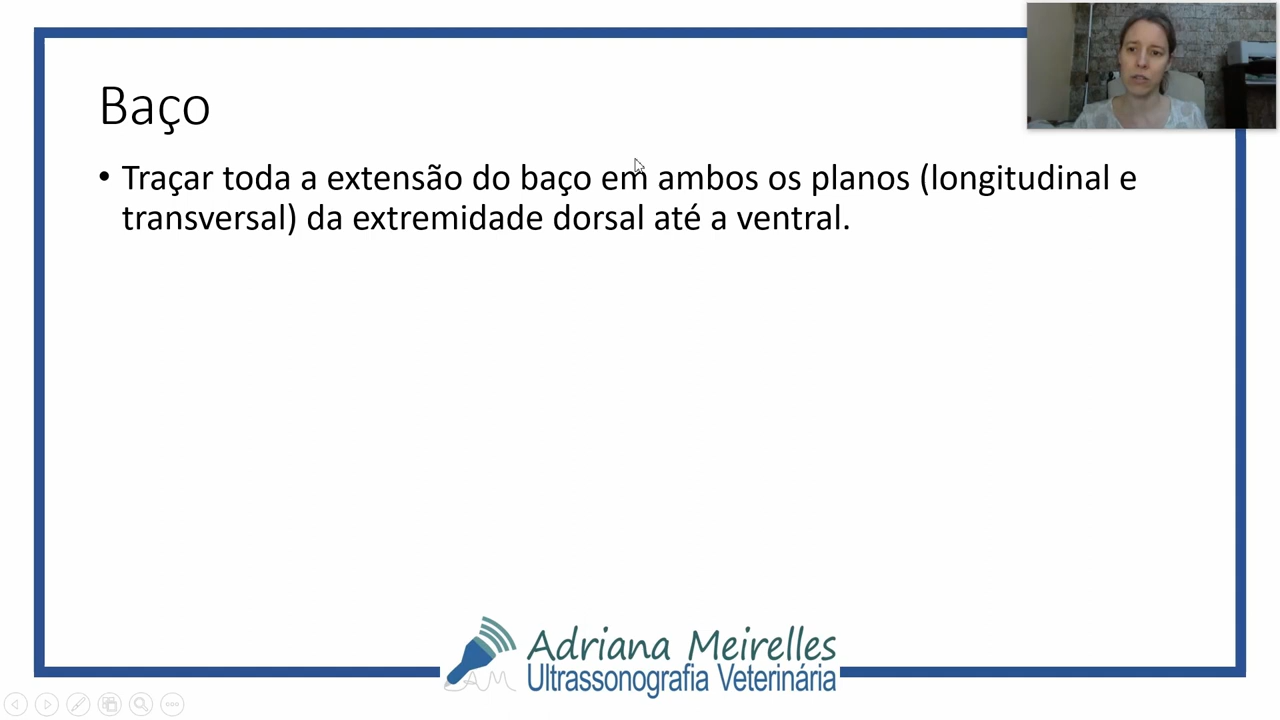 Baço
• Traçar toda a extensão do baço em ambos os planos (longitudinal e
transversal) da extremidade dorsal até a ventral.
Adriana Meirelles
AM
Ultrassonografia Veterinária